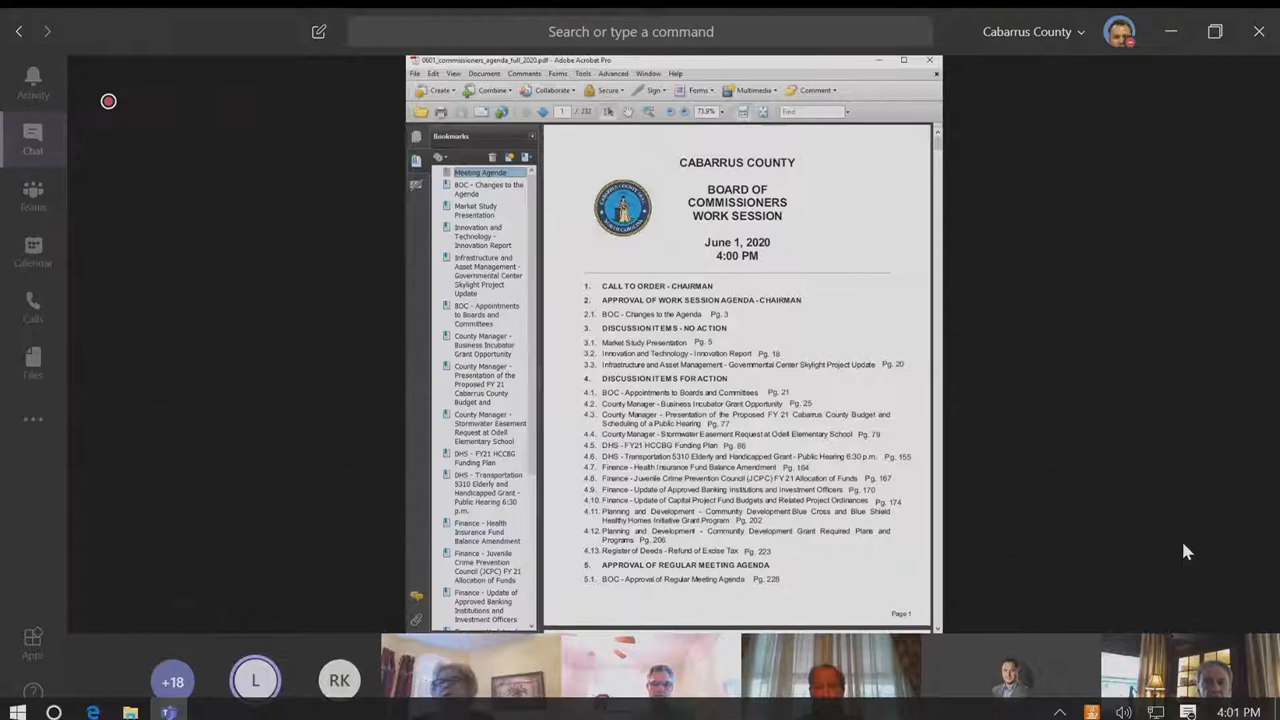 Search or type a command
Cabarrus County
Activity
Chat
Teams
Calendar
Calls
Files
Apps
0601_commissioners_agenda_full_2020.pdf - Adobe Acrobat Pro
File Edit View Document Comments Forms Tools Advanced Window Help
Create Combine Collaborate Secure Sign Forms Multimedia Comment
1 / 232 73.9% Find
Bookmarks
Meeting Agenda
BOC - Changes to the
Agenda
Market Study
Presentation
Innovation and
Technology -
Innovation Report
Infrastructure and
Asset Management -
Governmental Center
Skylight Project
Update
BOC - Appointments
to Boards and
Committees
County Manager -
Business Incubator
Grant Opportunity
County Manager -
Presentation of the
Proposed FY 21
Cabarrus County
Budget and
County Manager -
Stormwater Easement
Request at Odell
Elementary School
DHS - FY21 HCCBG
Funding Plan
DHS - Transportation
5310 Elderly and
Handicapped Grant -
Public Hearing 6:30
p.m.
Finance - Health
Insurance Fund
Balance Amendment
Finance - Juvenile
Crime Prevention
Council (JCPC) FY 21
Allocation of Funds
Finance - Update of
Approved Banking
Institutions and
Investment Officers
CABARRUS COUNTY
BOARD OF
COMMISSIONERS
WORK SESSION
June 1, 2020
4:00 PM
1. CALL TO ORDER - CHAIRMAN
2. APPROVAL OF WORK SESSION AGENDA - CHAIRMAN
2.1. BOC - Changes to the Agenda Pg. 3
3. DISCUSSION ITEMS - NO ACTION
3.1. Market Study Presentation Pg. 5
3.2. Innovation and Technology - Innovation Report Pg. 18
3.3. Infrastructure and Asset Management - Governmental Center Skylight Project Update Pg. 20
4. DISCUSSION ITEMS FOR ACTION
4.1. BOC - Appointments to Boards and Committees Pg. 21
4.2. County Manager - Business Incubator Grant Opportunity Pg. 25
4.3. County Manager - Presentation of the Proposed FY 21 Cabarrus County Budget and
Scheduling of a Public Hearing Pg. 77
4.4. County Manager - Stormwater Easement Request at Odell Elementary School Pg. 79
4.5. DHS - FY21 HCCBG Funding Plan Pg. 86
4.6. DHS - Transportation 5310 Elderly and Handicapped Grant - Public Hearing 6:30 p.m. Pg. 155
4.7. Finance - Health Insurance Fund Balance Amendment Pg. 164
4.8. Finance - Juvenile Crime Prevention Council (JCPC) FY 21 Allocation of Funds Pg. 167
4.9. Finance - Update of Approved Banking Institutions and Investment Officers Pg. 170
4.10. Finance - Update of Capital Project Fund Budgets and Related Project Ordinances Pg. 174
4.11. Planning and Development - Community Development Blue Cross and Blue Shield
Healthy Homes Initiative Grant Program Pg. 202
4.12. Planning and Development - Community Development Grant Required Plans and
Programs Pg. 206
4.13. Register of Deeds - Refund of Excise Tax Pg. 223
5. APPROVAL OF REGULAR MEETING AGENDA
5.1. BOC - Approval of Regular Meeting Agenda Pg. 228
Page 1
+18
L
RK
4:01 PM